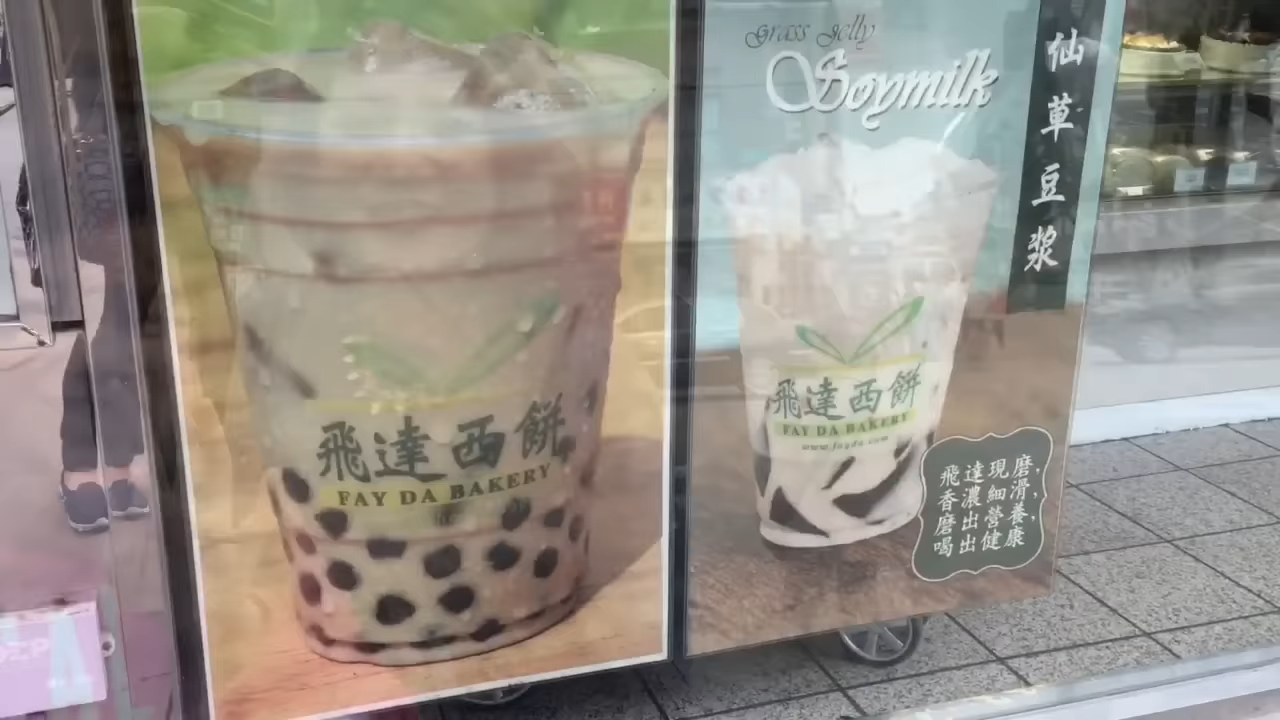 飛達西餅
FAY DA BAKERY
Grass Jelly
Soymilk
仙草豆漿
飛達西餅
FAY DA BAKERY
www.fayda.com
飛達現磨,
香濃細滑,
磨出營養,
喝出健康